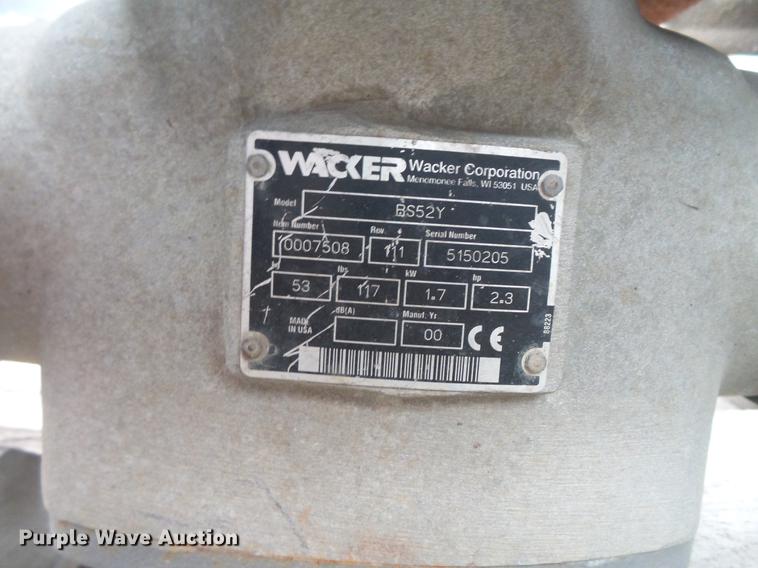 WACKER Wacker Corporation
Menomonee Falls, WI 53051 USA
Model BS52Y
Item Number Rev. # Serial Number
0007508 111 5150205
kg lbs kW hp
53 117 1.7 2.3
MADE IN USA dB(A) Manuf. Yr
00 CE
88223
Purple Wave Auction